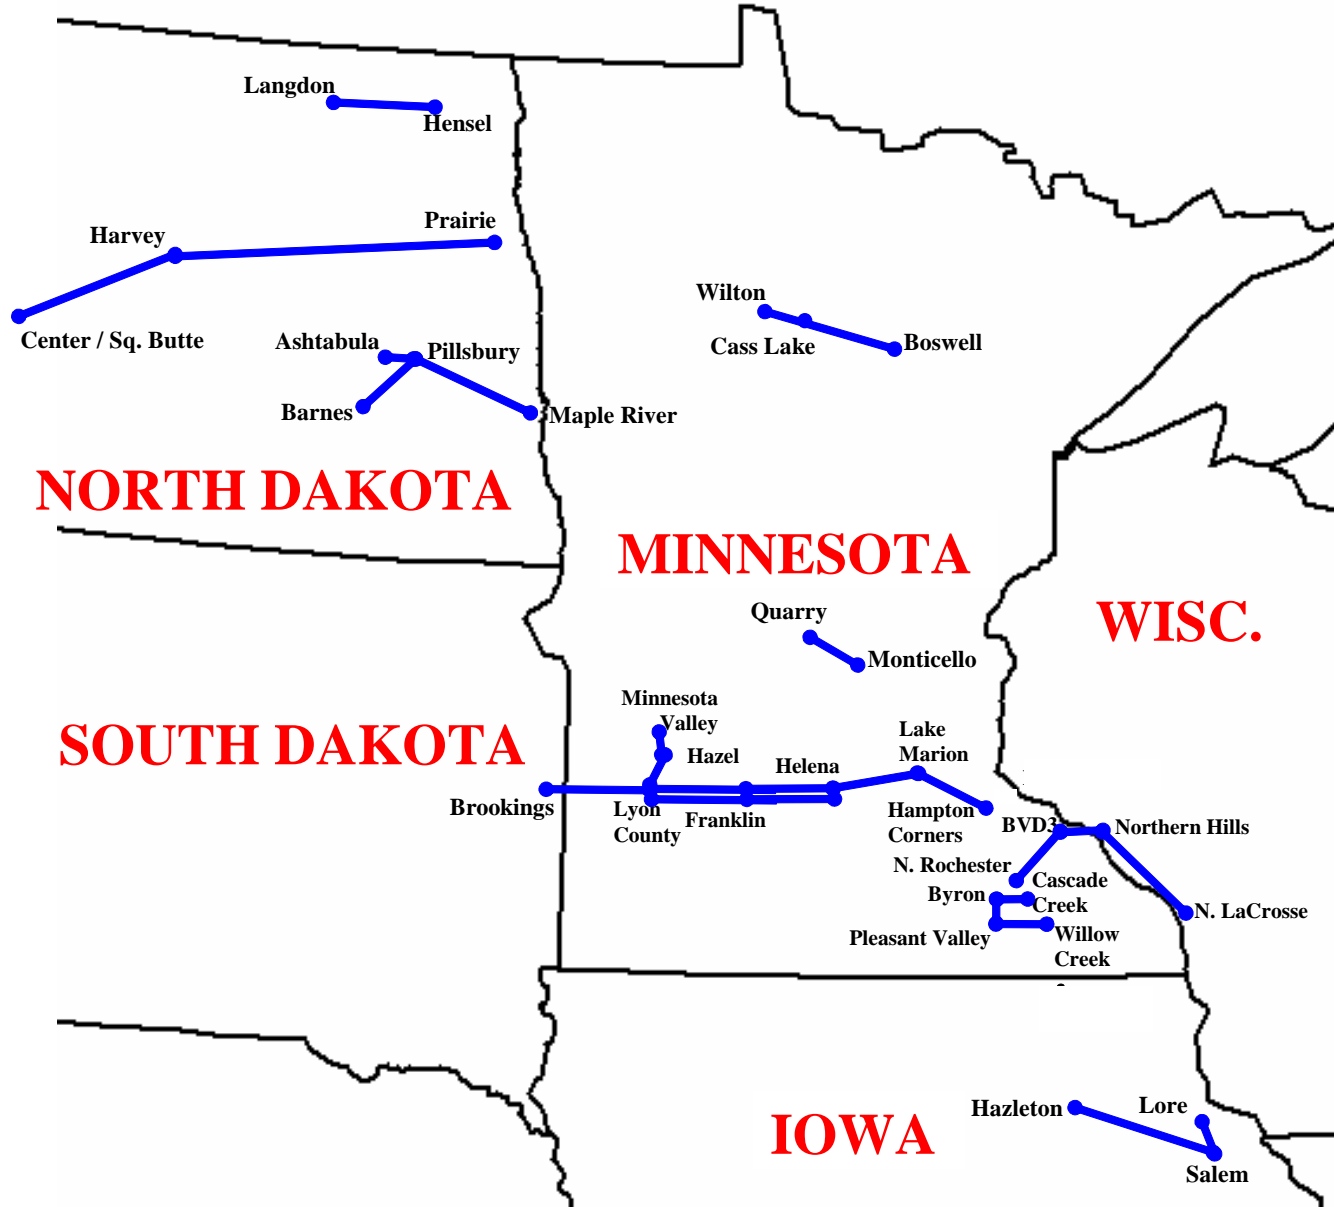 Langdon
Hensel
Prairie
Harvey
Center / Sq. Butte
Ashtabula
Pillsbury
Barnes
Maple River
Wilton
Cass Lake
Boswell
NORTH DAKOTA
MINNESOTA
WISC.
Quarry
Monticello
SOUTH DAKOTA
Minnesota
Valley
Hazel
Lake
Marion
Helena
Brookings
Lyon
County
Franklin
Hampton
Corners
BVD3
Northern Hills
N. Rochester
Cascade
Creek
Byron
N. LaCrosse
Pleasant Valley
Willow
Creek
IOWA
Hazleton
Lore
Salem